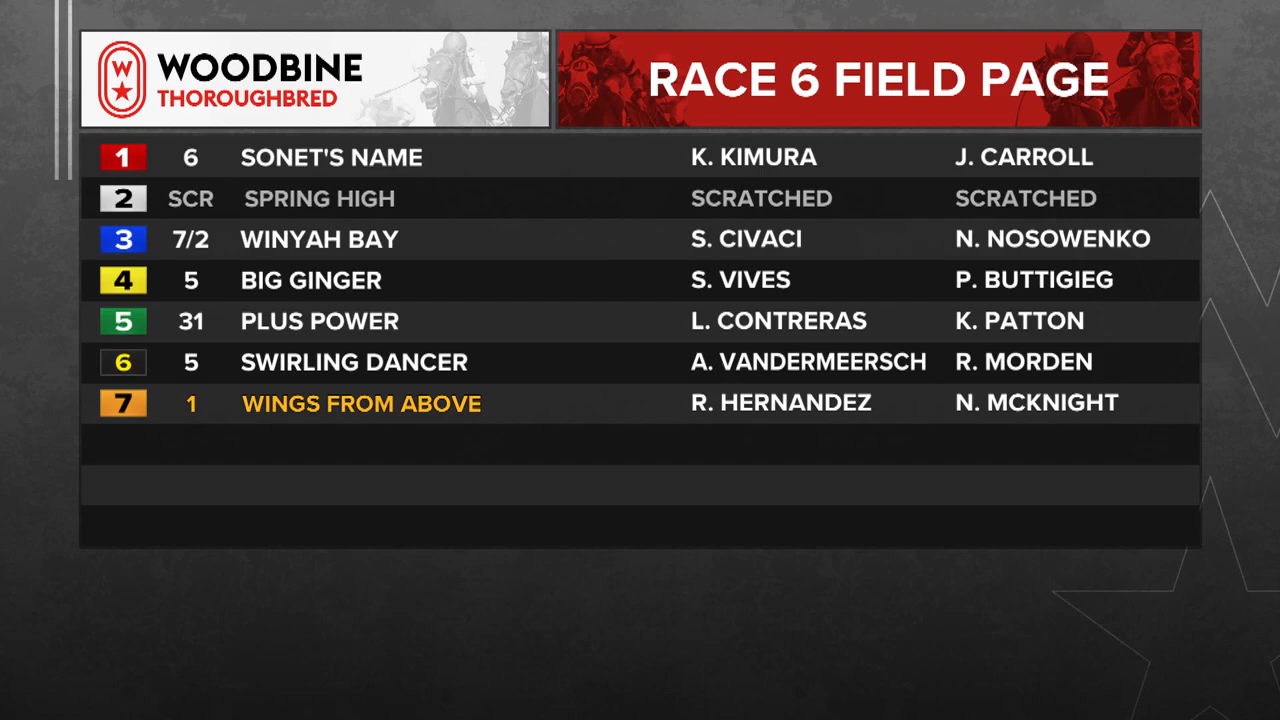 W WOODBINE
THOROUGHBRED
RACE 6 FIELD PAGE
1 6 SONET'S NAME K. KIMURA J. CARROLL
2 SCR SPRING HIGH SCRATCHED SCRATCHED
3 7/2 WINYAH BAY S. CIVACI N. NOSOWENKO
4 5 BIG GINGER S. VIVES P. BUTTIGIEG
5 31 PLUS POWER L. CONTRERAS K. PATTON
6 5 SWIRLING DANCER A. VANDERMEERSCH R. MORDEN
7 1 WINGS FROM ABOVE R. HERNANDEZ N. MCKNIGHT